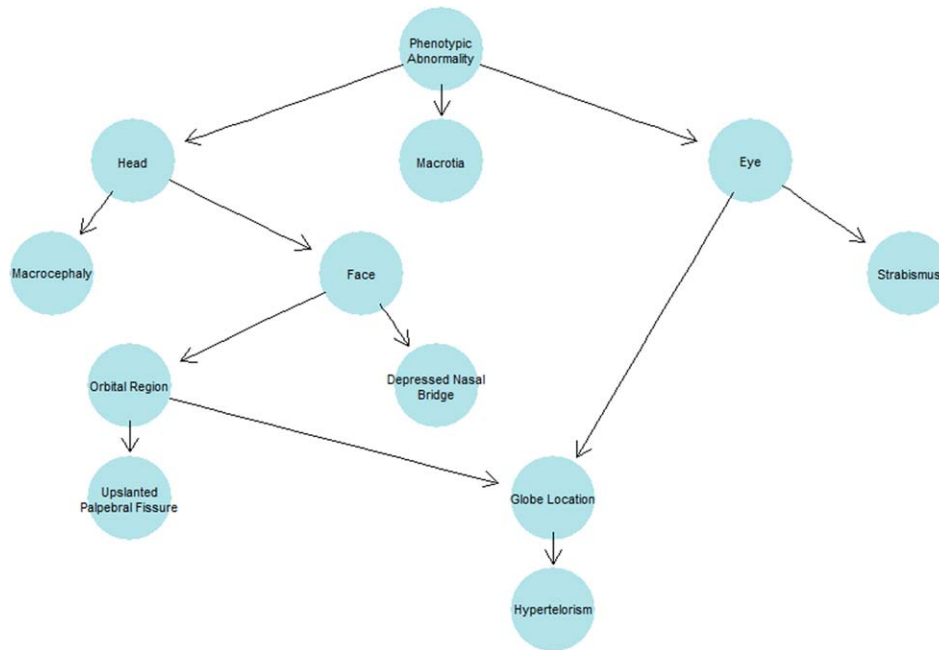 Phenotypic
Abnormality
Head
Macrotia
Eye
Macrocephaly
Face
Strabismus
Orbital Region
Depressed Nasal
Bridge
Upslanted
Palpebral Fissure
Globe Location
Hypertelorism